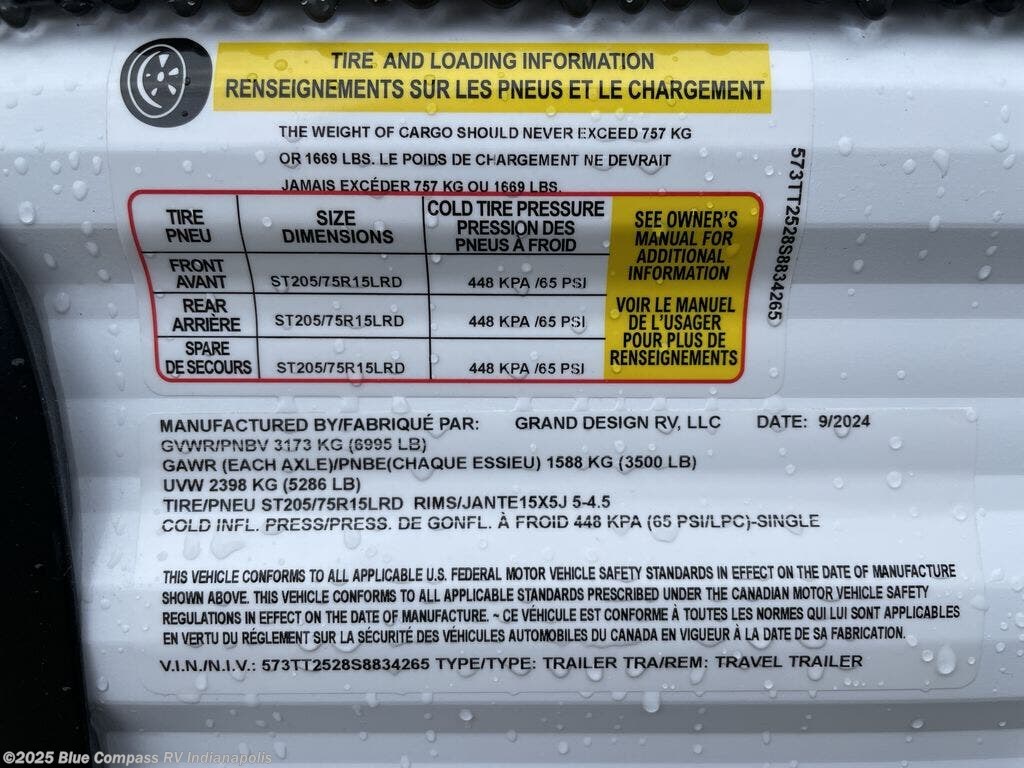 TIRE AND LOADING INFORMATION
RENSEIGNEMENTS SUR LES PNEUS ET LE CHARGEMENT
THE WEIGHT OF CARGO SHOULD NEVER EXCEED 757 KG
OR 1669 LBS. LE POIDS DE CHARGEMENT NE DEVRAIT
JAMAIS EXCÉDER 757 KG OU 1669 LBS.
TIRE
PNEU
SIZE
DIMENSIONS
COLD TIRE PRESSURE
PRESSION DES
PNEUS À FROID
FRONT
AVANT
ST205/75R15LRD
448 KPA /65 PSI
REAR
ARRIÈRE
ST205/75R15LRD
448 KPA /65 PSI
SPARE
DE SECOURS
ST205/75R15LRD
448 KPA /65 PSI
SEE OWNER'S
MANUAL FOR
ADDITIONAL
INFORMATION
VOIR LE MANUEL
DE L'USAGER
POUR PLUS DE
RENSEIGNEMENTS
573TT2528S8834265
MANUFACTURED BY/FABRIQUÉ PAR: GRAND DESIGN RV, LLC DATE: 9/2024
GVWR/PNBV 3173 KG (6995 LB)
GAWR (EACH AXLE)/PNBE(CHAQUE ESSIEU) 1588 KG (3500 LB)
UVW 2398 KG (5286 LB)
TIRE/PNEU ST205/75R15LRD RIMS/JANTE15X5J 5-4.5
COLD INFL. PRESS/PRESS. DE GONFL. À FROID 448 KPA (65 PSI/LPC)-SINGLE
THIS VEHICLE CONFORMS TO ALL APPLICABLE U.S. FEDERAL MOTOR VEHICLE SAFETY STANDARDS IN EFFECT ON THE DATE OF MANUFACTURE
SHOWN ABOVE. THIS VEHICLE CONFORMS TO ALL APPLICABLE STANDARDS PRESCRIBED UNDER THE CANADIAN MOTOR VEHICLE SAFETY
REGULATIONS IN EFFECT ON THE DATE OF MANUFACTURE. ~ CE VÉHICULE EST CONFORME À TOUTES LES NORMES QUI LUI SONT APPLICABLES
EN VERTU DU RÉGLEMENT SUR LA SÉCURITÉ DES VÉHICULES AUTOMOBILES DU CANADA EN VIGUEUR À LA DATE DE SA FABRICATION.
V.I.N./N.I.V.: 573TT2528S8834265 TYPE/TYPE: TRAILER TRA/REM: TRAVEL TRAILER
©2025 Blue Compass RV Indianapolis